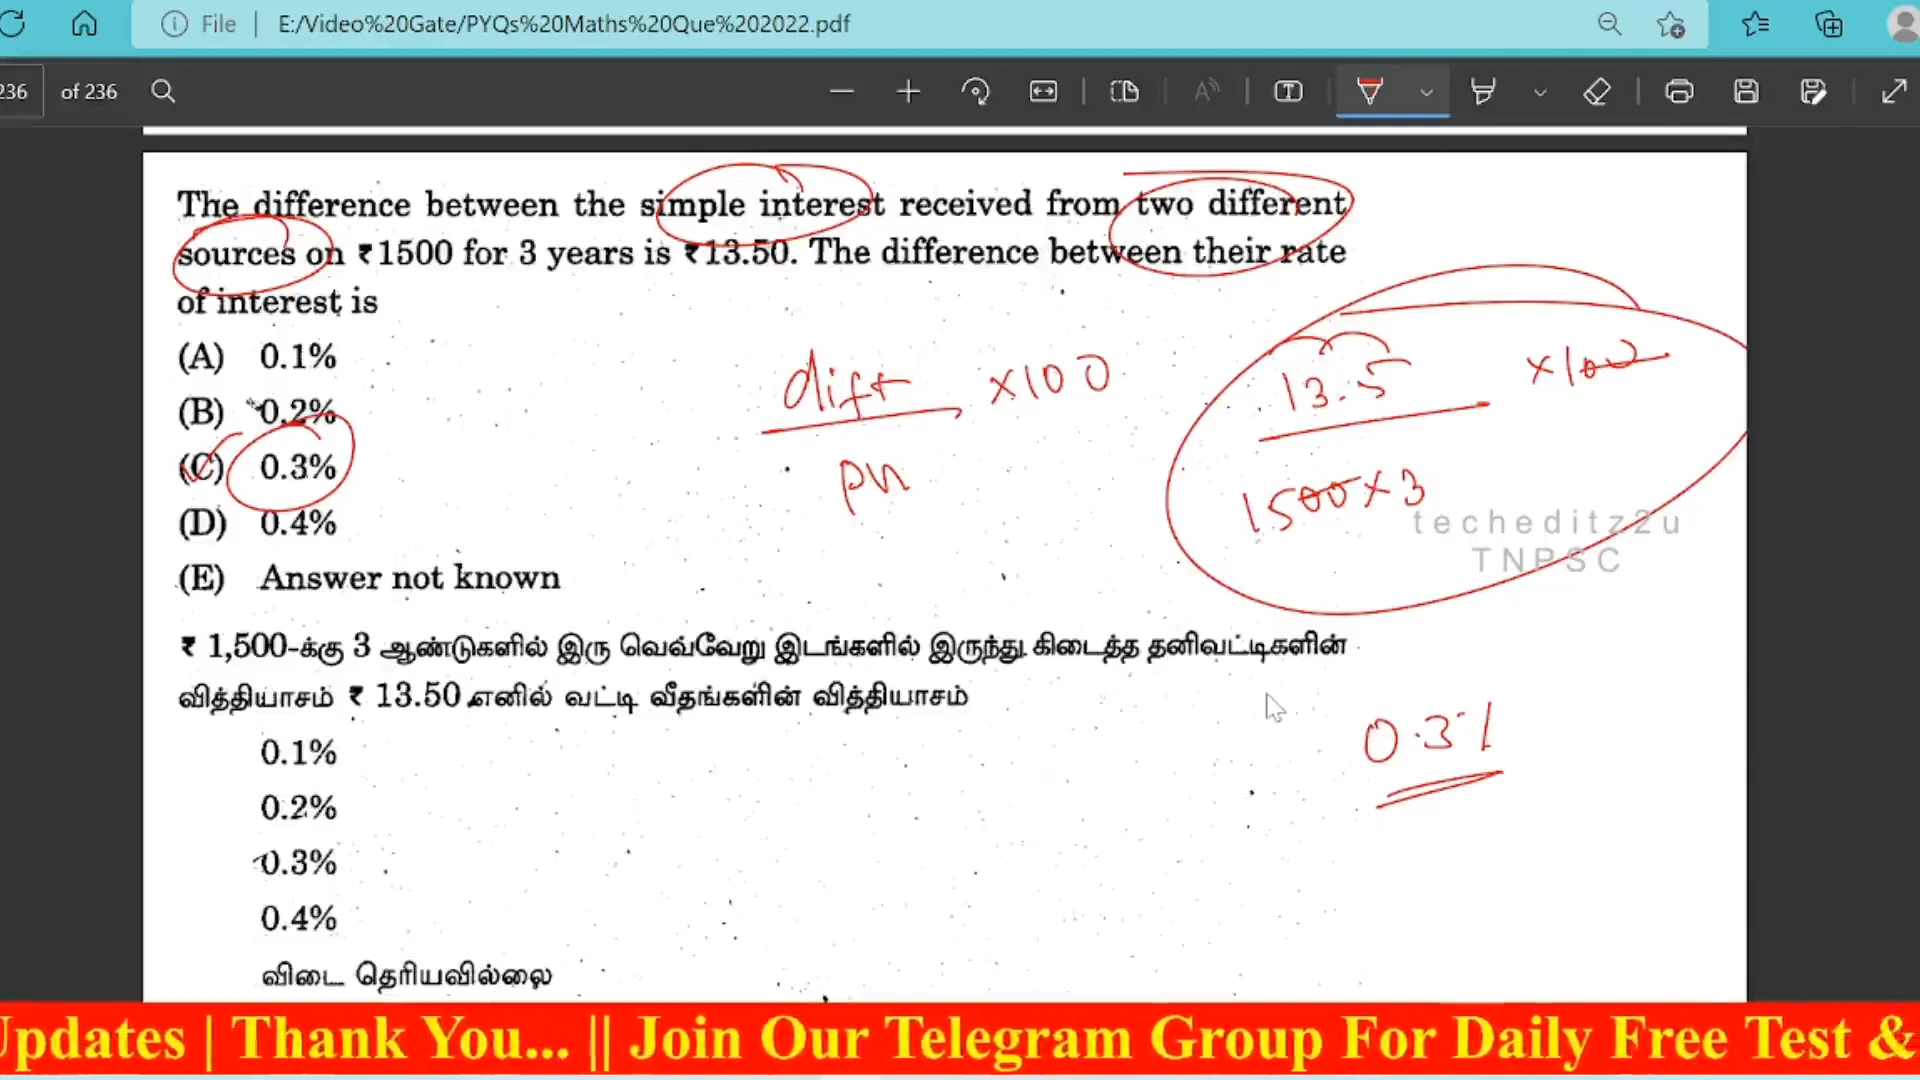 File | E:/Video%20Gate/PYQs%20Maths%20Que%202022.pdf
236 of 236
The difference between the simple interest received from two different
sources on ₹1500 for 3 years is ₹13.50. The difference between their rate
of interest is
(A) 0.1%
(B) 0.2%
(C) 0.3%
(D) 0.4%
(E) Answer not known
diff ×100
pn
13.5 ×100
1500×3
techeditz2u
TNPSC
₹ 1,500-க்கு 3 ஆண்டுகளில் இரு வெவ்வேறு இடங்களில் இருந்து கிடைத்த தனிவட்டிகளின்
வித்தியாசம் ₹ 13.50 எனில் வட்டி வீதங்களின் வித்தியாசம்
0.1%
0.2%
0.3%
0.4%
விடை தெரியவில்லை
0.3%
Updates | Thank You... || Join Our Telegram Group For Daily Free Test &